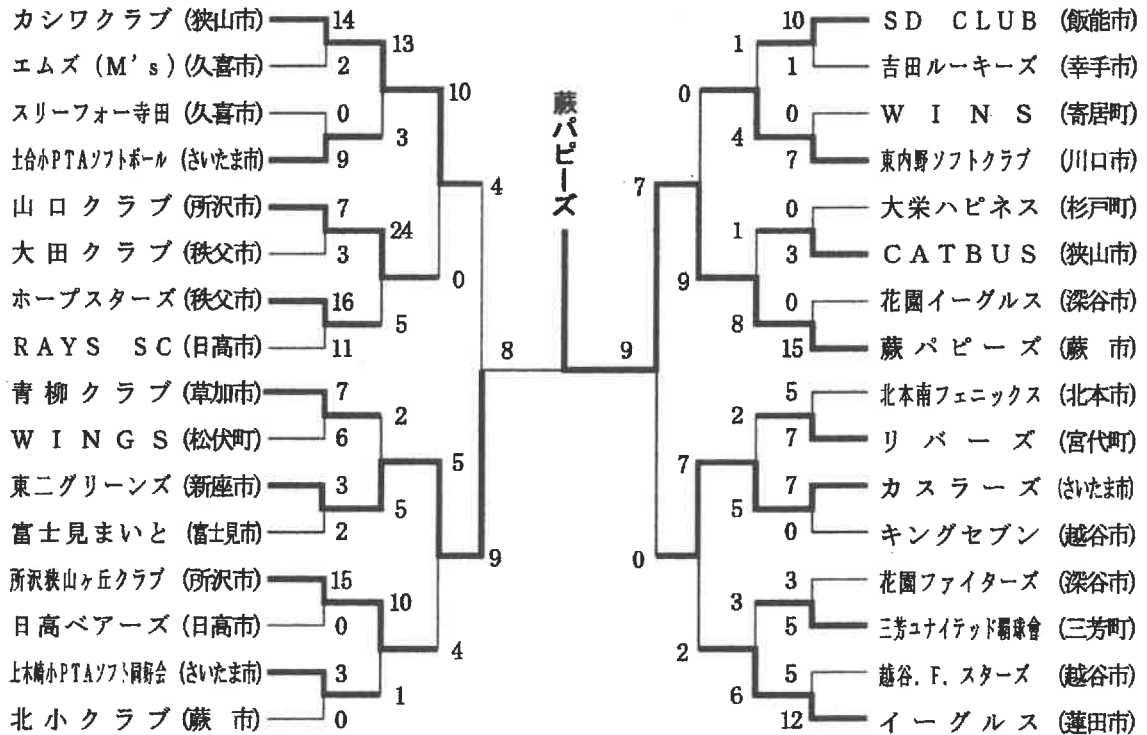 カシワクラブ (狭山市) 14
13
エムズ (M's) (久喜市) 2
10
スリーフォー寺田 (久喜市) 0
3
土合小PTAソフトボール (さいたま市) 9
4
山口クラブ (所沢市) 7
24
大田クラブ (秩父市) 3
0
ホープスターズ (秩父市) 16
5
RAYS SC (日高市) 11
8
青柳クラブ (草加市) 7
2
WINGS (松伏町) 6
5
東二グリーンズ (新座市) 3
5
富士見まいと (富士見市) 2
9
所沢狭山ヶ丘クラブ (所沢市) 15
10
日高ベアーズ (日高市) 0
4
上木崎小PTAソフト同好会 (さいたま市) 3
1
北小クラブ (蕨市) 0
蕨パピーズ
10 SD CLUB (飯能市)
1
1 吉田ルーキーズ (幸手市)
0
0 WINS (寄居町)
4
7 東内野ソフトクラブ (川口市)
7
0 大栄ハピネス (杉戸町)
1
3 CATBUS (狭山市)
9
0 花園イーグルス (深谷市)
8
15 蕨パピーズ (蕨市)
9
5 北本南フェニックス (北本市)
2
7 リバーズ (宮代町)
7
7 カスラーズ (さいたま市)
5
0 キングセブン (越谷市)
0
3 花園ファイターズ (深谷市)
3
5 三芳ユナイテッド覇球會 (三芳町)
2
5 越谷.F.スターズ (越谷市)
6
12 イーグルス (蓮田市)